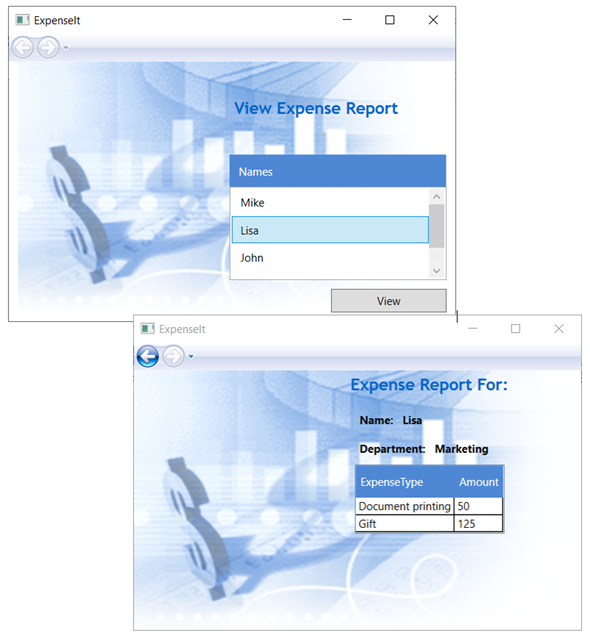 ExpenseIt
View Expense Report
Names
Mike
Lisa
John
View
ExpenseIt
Expense Report For:
Name: Lisa
Department: Marketing
ExpenseType Amount
Document printing 50
Gift 125